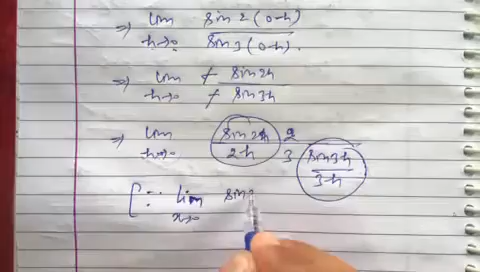 ⇒ lim h→0 sin 2(0-h) / sin 3(0-h).
⇒ lim h→0 - sin 2h / - sin 3h
⇒ lim h→0 (sin 2h / 2h) 2 / 3 (sin 3h / 3h)
[∵ lim x→0 sin